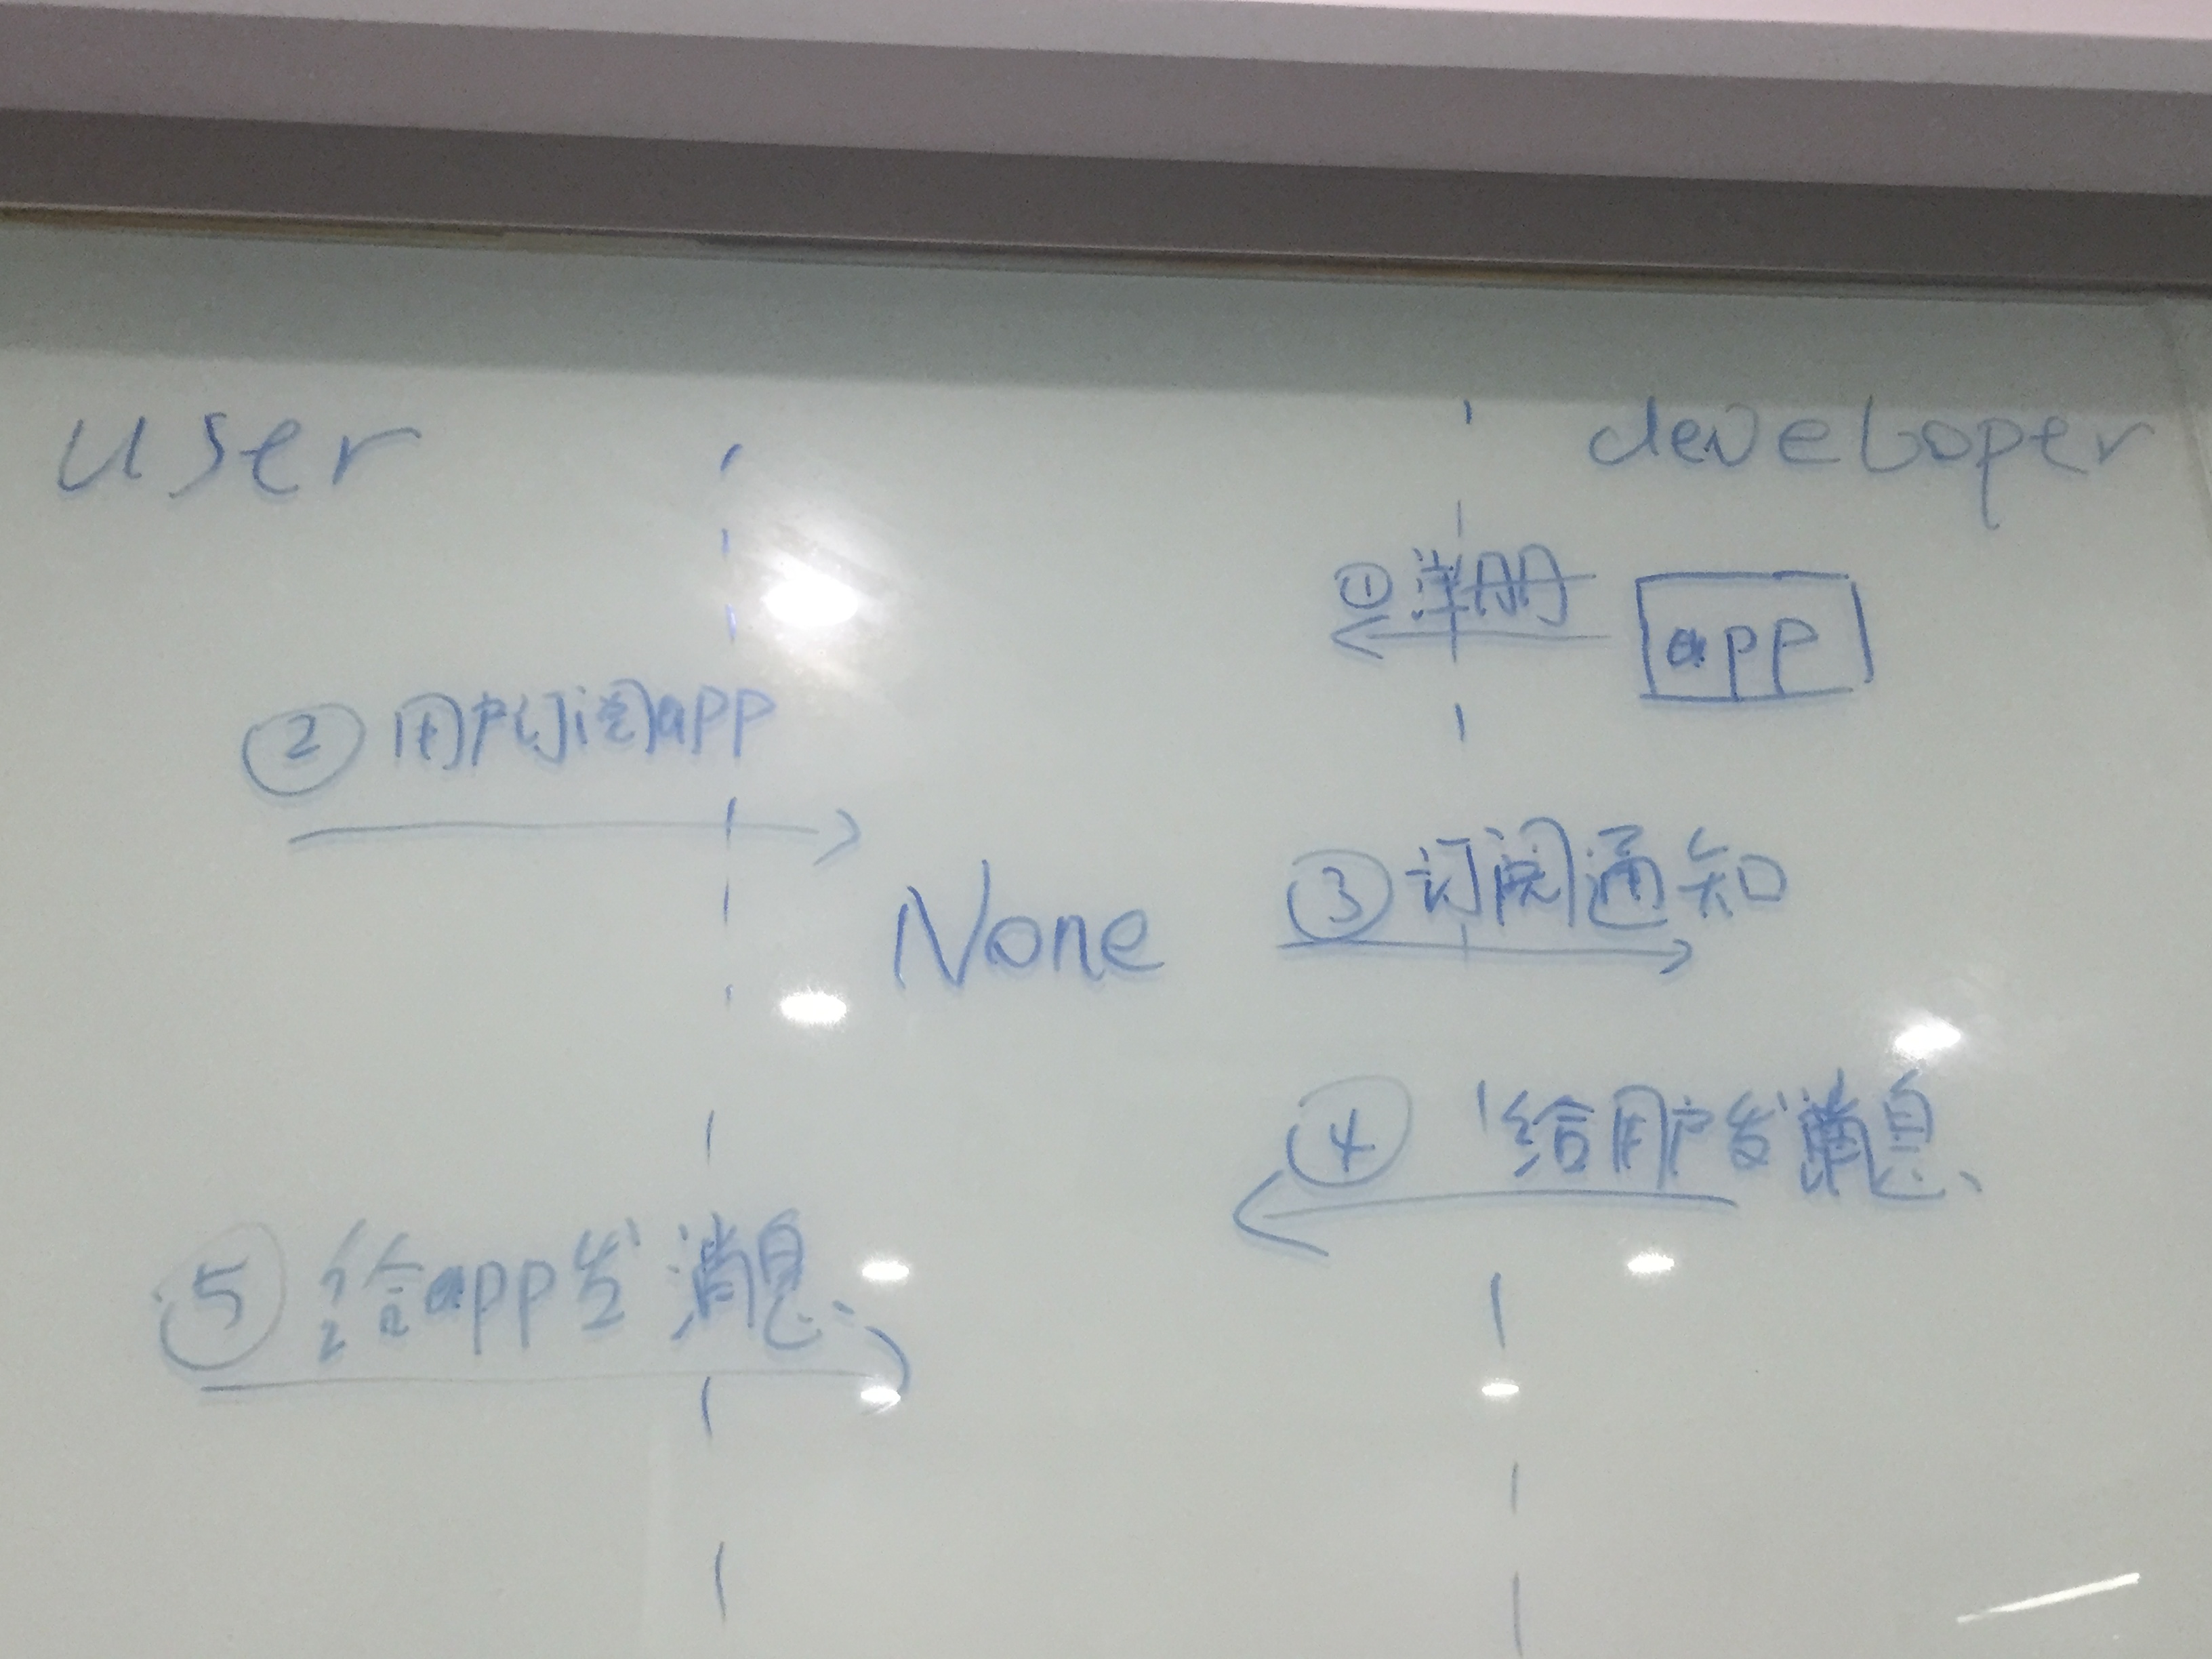 user
developer
① 注册
app
② 用户订阅app
③ 订阅通知
None
④ 给用户发消息
⑤ 给app发消息